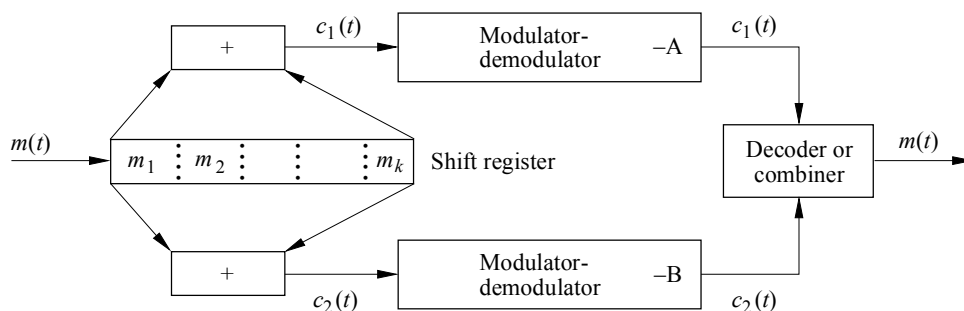 +
c₁(t)
Modulator-
demodulator
–A
c₁(t)
m(t)
m₁
m₂
mₖ
Shift register
Decoder or
combiner
m(t)
+
c₂(t)
Modulator-
demodulator
–B
c₂(t)